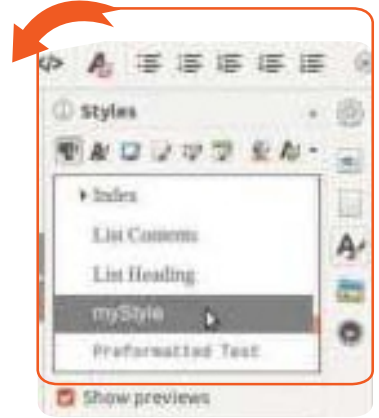 Styles
Index
List Contents
List Heading
myStyle
Preformatted Text
Show previews